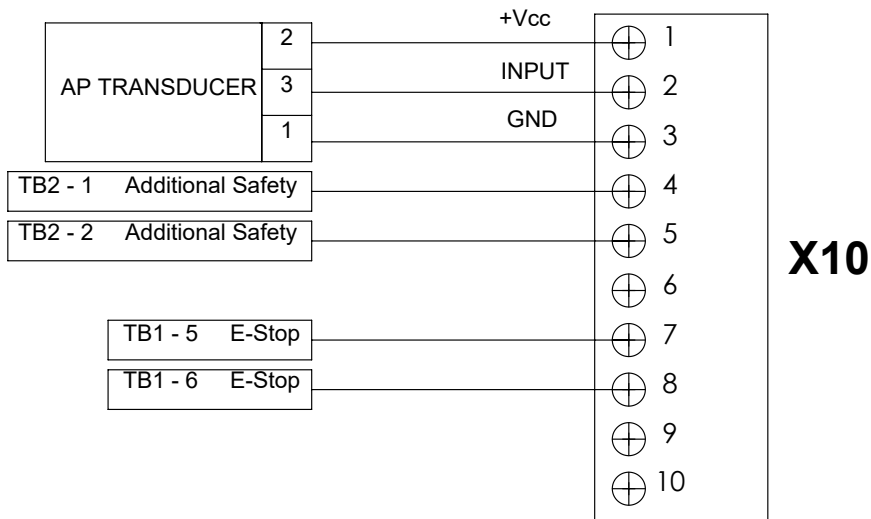 +Vcc
2
1
AP TRANSDUCER
3
INPUT
2
1
GND
3
TB2 - 1 Additional Safety
4
TB2 - 2 Additional Safety
5
X10
6
TB1 - 5 E-Stop
7
TB1 - 6 E-Stop
8
9
10